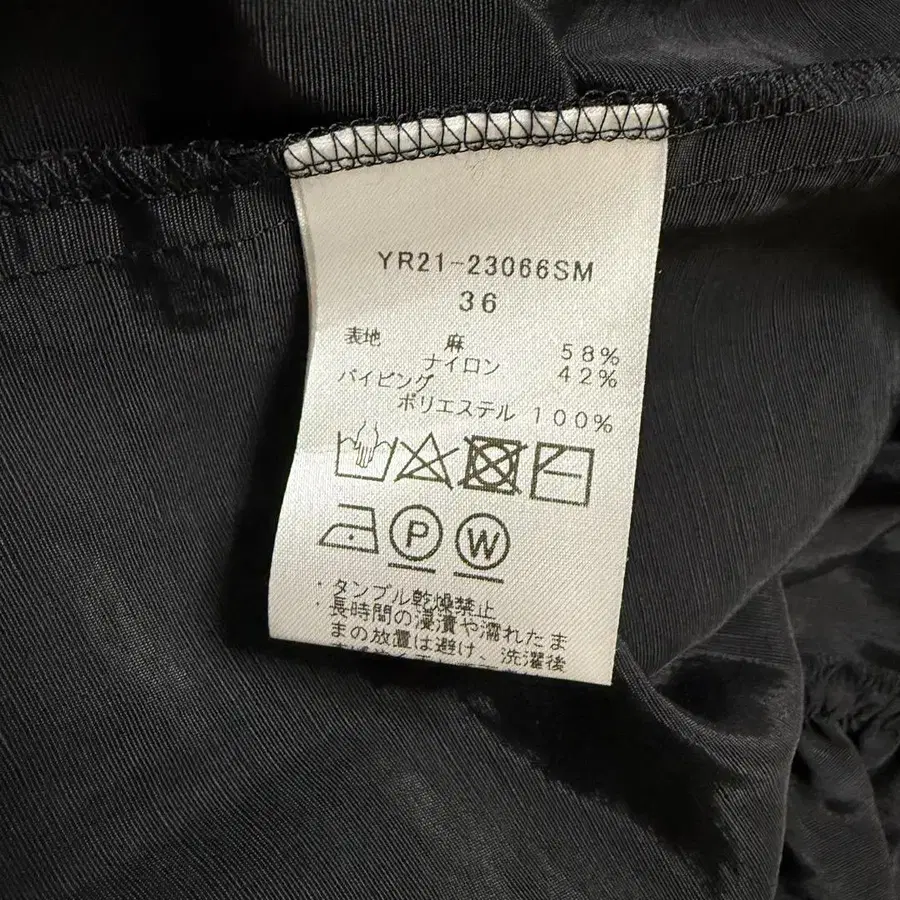 YR21-23066SM
36
表地 麻 58%
ナイロン 42%
パイピング
ポリエステル 100%
P W
・タンブル乾燥禁止
・長時間の浸漬や濡れたま
まの放置は避け、洗濯後